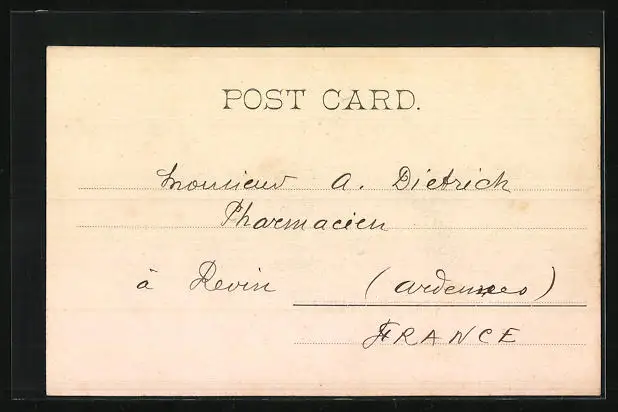 POST CARD.
Monsieur A. Dietrich
Pharmacien
à Revin (Ardennes)
FRANCE